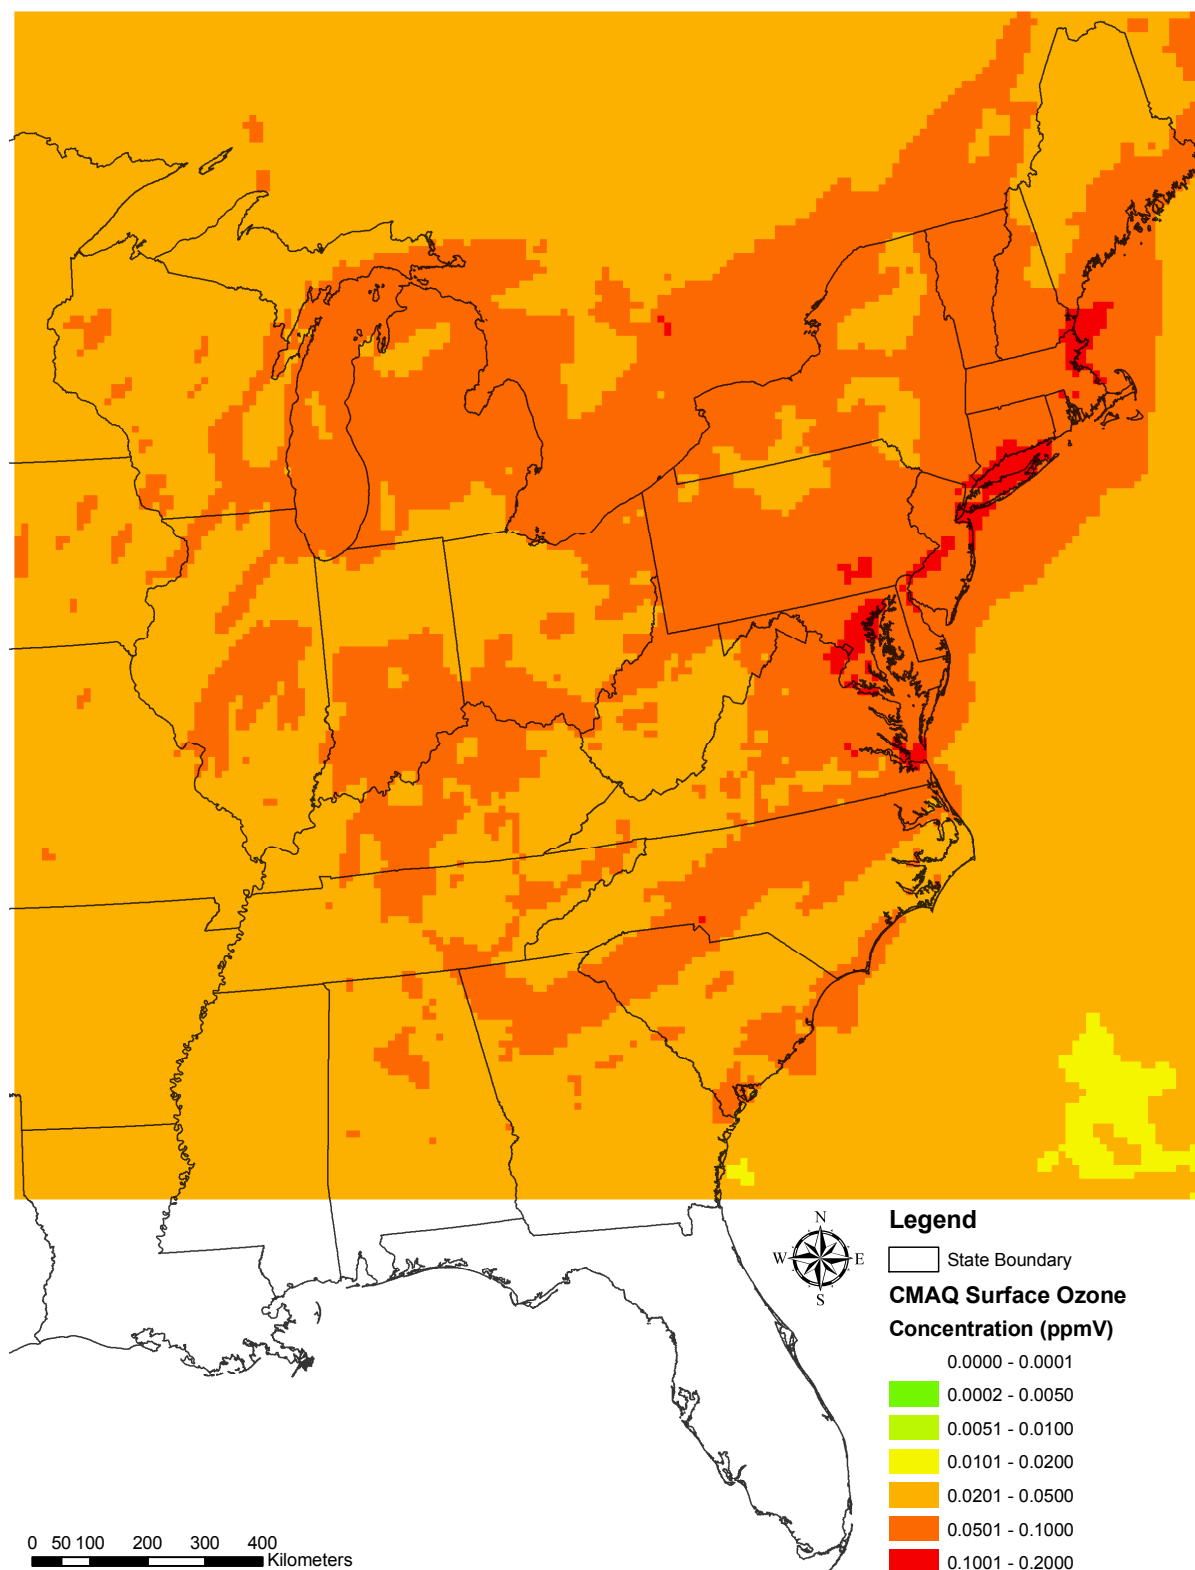 N
W E
S
Legend
State Boundary
CMAQ Surface Ozone
Concentration (ppmV)
0.0000 - 0.0001
0.0002 - 0.0050
0.0051 - 0.0100
0.0101 - 0.0200
0.0201 - 0.0500
0.0501 - 0.1000
0.1001 - 0.2000
0 50 100 200 300 400
Kilometers